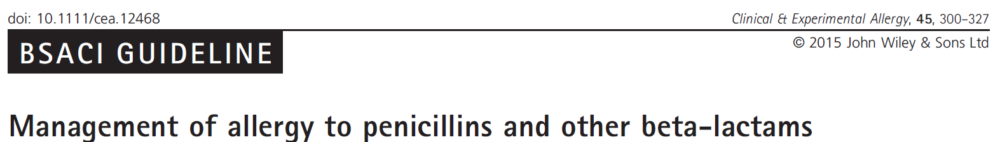 doi: 10.1111/cea.12468
Clinical & Experimental Allergy, 45, 300–327
BSACI GUIDELINE
© 2015 John Wiley & Sons Ltd
Management of allergy to penicillins and other beta-lactams